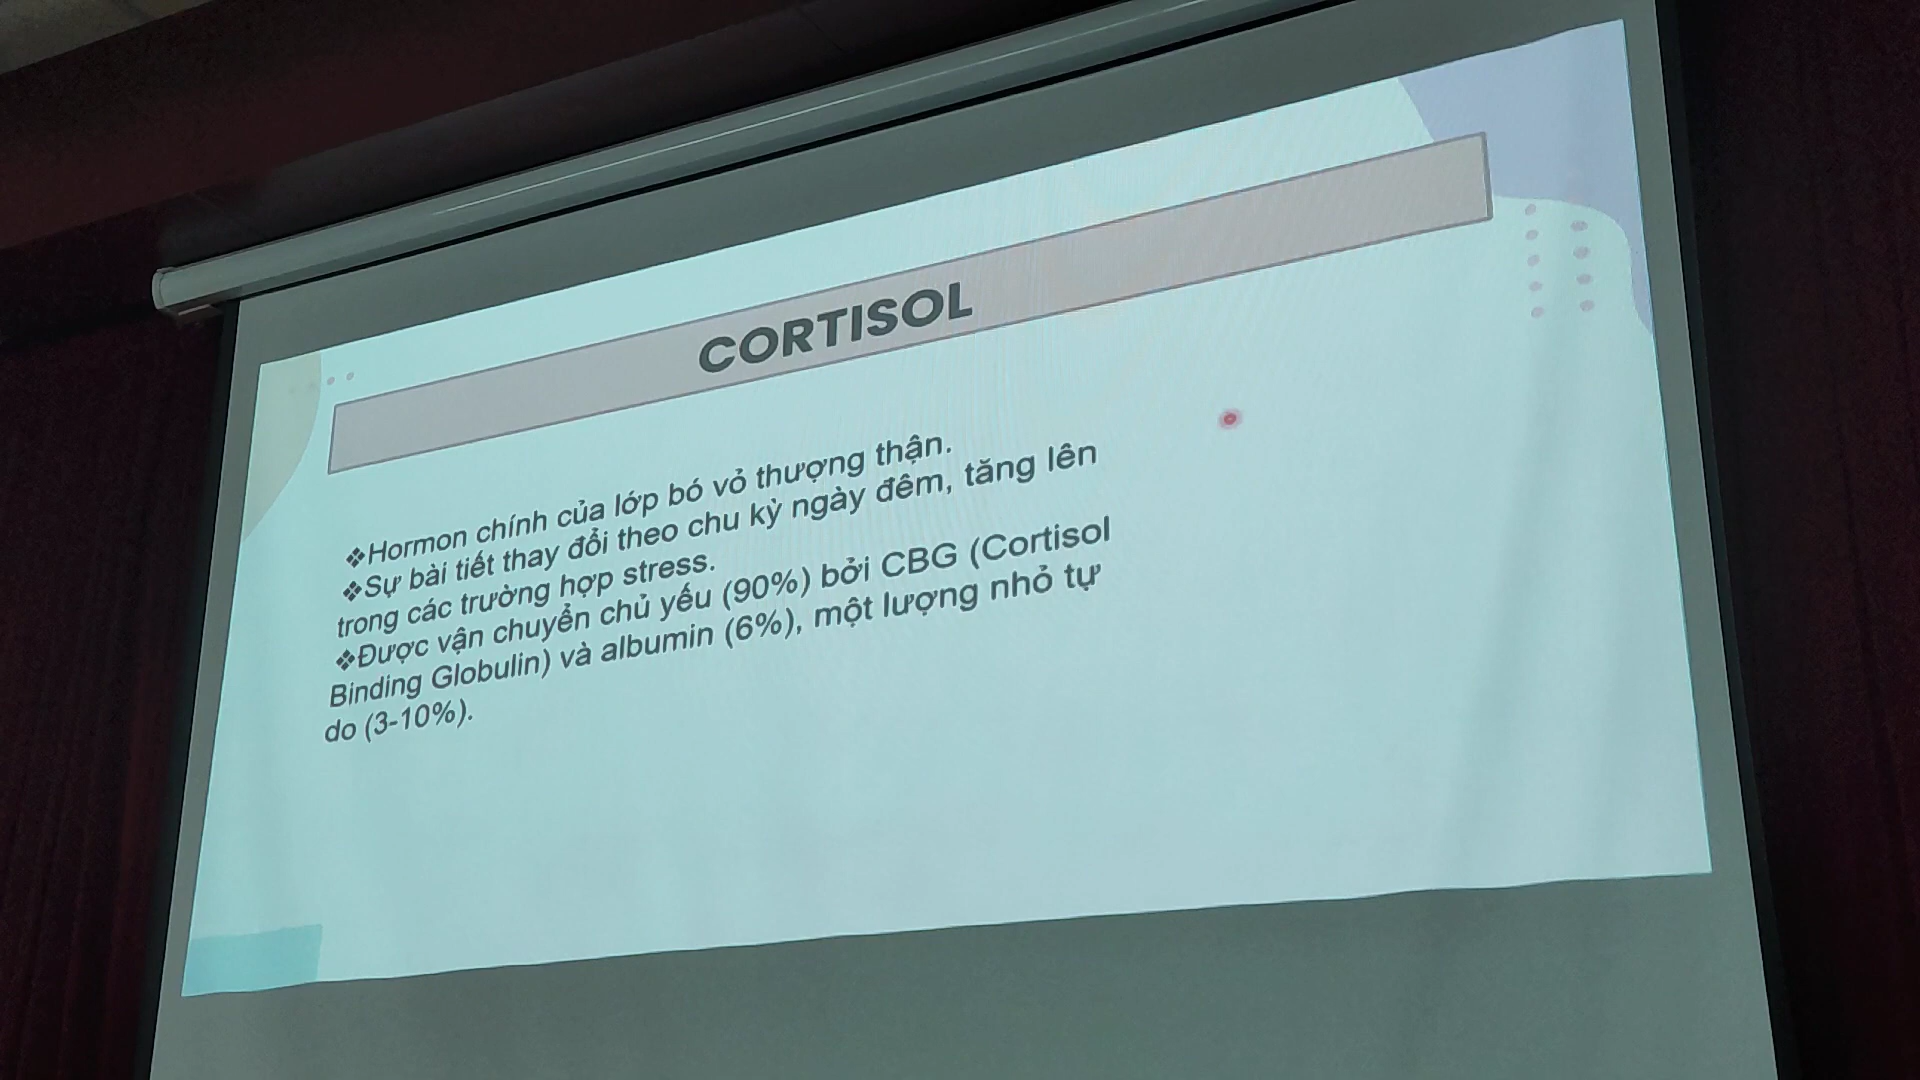 CORTISOL
❖Hormon chính của lớp bó vỏ thượng thận.
❖Sự bài tiết thay đổi theo chu kỳ ngày đêm, tăng lên
trong các trường hợp stress.
❖Được vận chuyển chủ yếu (90%) bởi CBG (Cortisol
Binding Globulin) và albumin (6%), một lượng nhỏ tự
do (3-10%).